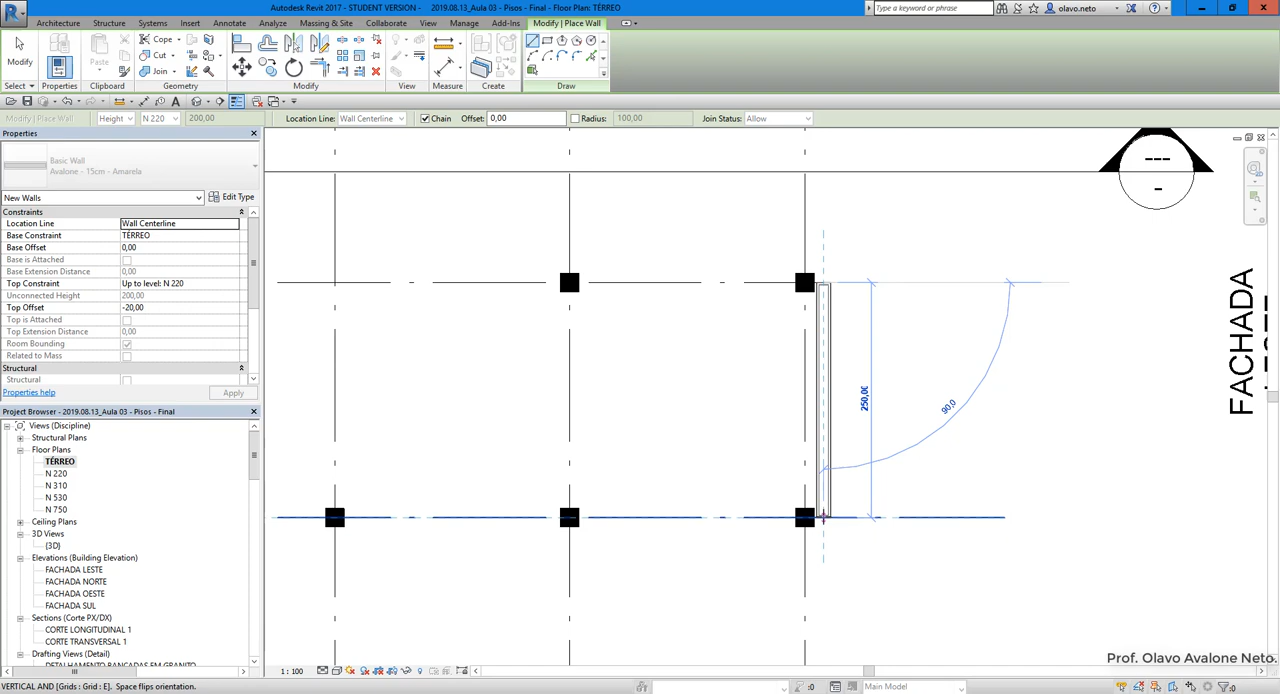 Autodesk Revit 2017 - STUDENT VERSION - 2019.08.13_Aula 03 - Pisos - Final - Floor Plan: TÉRREO
Type a keyword or phrase
olavo.neto
Architecture Structure Systems Insert Annotate Analyze Massing & Site Collaborate View Manage Add-Ins Modify | Place Wall
Modify
Paste
Cope
Cut
Join
Select Properties Clipboard Geometry Modify View Measure Create Draw
Modify | Place Wall Height N 220 200,00 Location Line: Wall Centerline Chain Offset: 0,00 Radius: 100,00 Join Status: Allow
Properties
Basic Wall
Avalone - 15cm - Amarela
New Walls Edit Type
Constraints
Location Line Wall Centerline
Base Constraint TÉRREO
Base Offset 0,00
Base is Attached
Base Extension Distance 0,00
Top Constraint Up to level: N 220
Unconnected Height 200,00
Top Offset -20,00
Top is Attached
Top Extension Distance 0,00
Room Bounding
Related to Mass
Structural
Structural
Properties help Apply
Project Browser - 2019.08.13_Aula 03 - Pisos - Final
Views (Discipline)
Structural Plans
Floor Plans
TÉRREO
N 220
N 310
N 530
N 750
Ceiling Plans
3D Views
{3D}
Elevations (Building Elevation)
FACHADA LESTE
FACHADA NORTE
FACHADA OESTE
FACHADA SUL
Sections (Corte PX/DX)
CORTE LONGITUDINAL 1
CORTE TRANSVERSAL 1
Drafting Views (Detail)
DETALHAMENTO BANCADAS EM GRANITO
250,00
90,0
---
-
FACHADA
1 : 100
Prof. Olavo Avalone Neto.
VERTICAL AND [Grids : Grid : E]. Space flips orientation.
:0
Main Model
:0